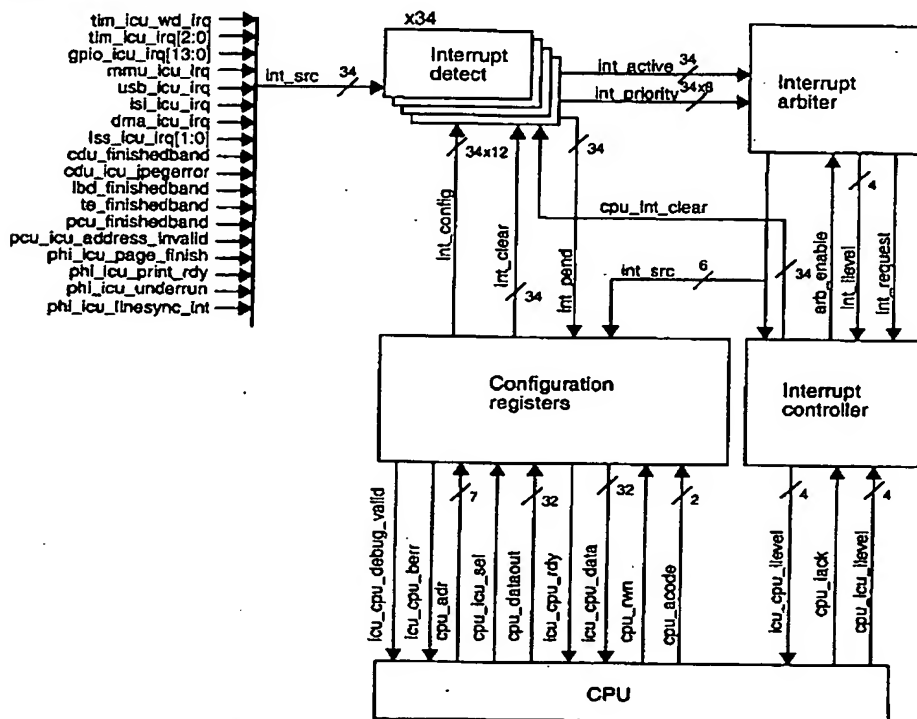 tim_icu_wd_irq
tim_icu_irq[2:0]
gpio_icu_irq[13:0]
mmu_icu_irq
usb_icu_irq
isi_icu_irq
dma_icu_irq
lss_icu_irq[1:0]
cdu_finishedband
cdu_icu_jpegerror
lbd_finishedband
te_finishedband
pcu_finishedband
pcu_icu_address_invalid
phi_icu_page_finish
phi_icu_print_rdy
phi_icu_underrun
phi_icu_linesync_int
int_src
34
x34
Interrupt
detect
int_active
34
int_priority
34x8
Interrupt
arbiter
34x12
int_config
int_clear
34
34
int_pend
cpu_int_clear
int_src
6
34
arb_enable
4
int_ilevel
int_request
Configuration
registers
Interrupt
controller
icu_cpu_debug_valid
icu_cpu_berr
cpu_adr
7
cpu_icu_sel
cpu_dataout
32
icu_cpu_rdy
icu_cpu_data
32
cpu_rwn
cpu_acode
2
icu_cpu_ilevel
4
cpu_iack
cpu_icu_ilevel
4
CPU